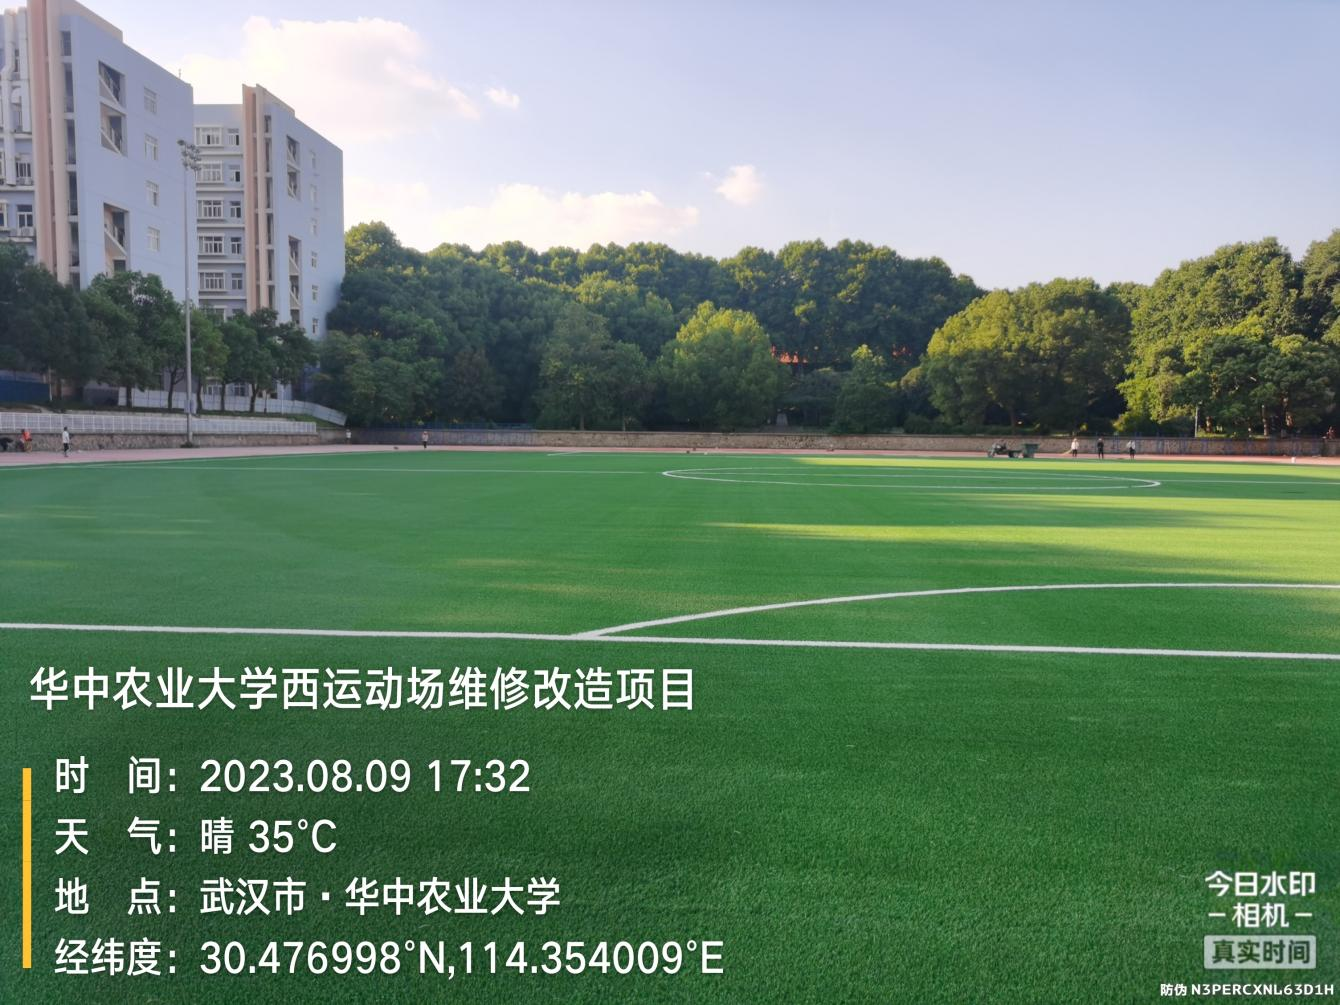 华中农业大学西运动场维修改造项目
时 间：2023.08.09 17:32
天 气：晴 35°C
地 点：武汉市·华中农业大学
经纬度：30.476998°N,114.354009°E
今日水印
-相机-
真实时间
防伪 N3PERCXNL63D1H